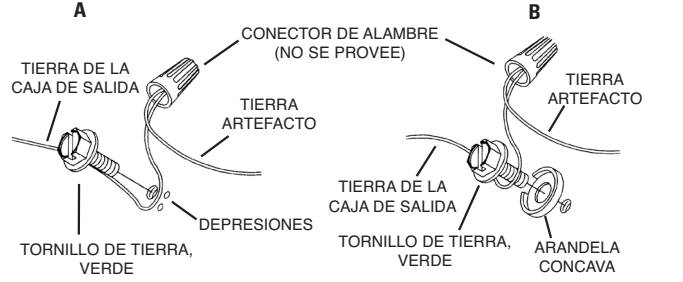 A
B
CONECTOR DE ALAMBRE
(NO SE PROVEE)
TIERRA DE LA
CAJA DE SALIDA
TIERRA
ARTEFACTO
DEPRESIONES
TORNILLO DE TIERRA,
VERDE
TIERRA
ARTEFACTO
TIERRA DE LA
CAJA DE SALIDA
TORNILLO DE TIERRA,
VERDE
ARANDELA
CONCAVA